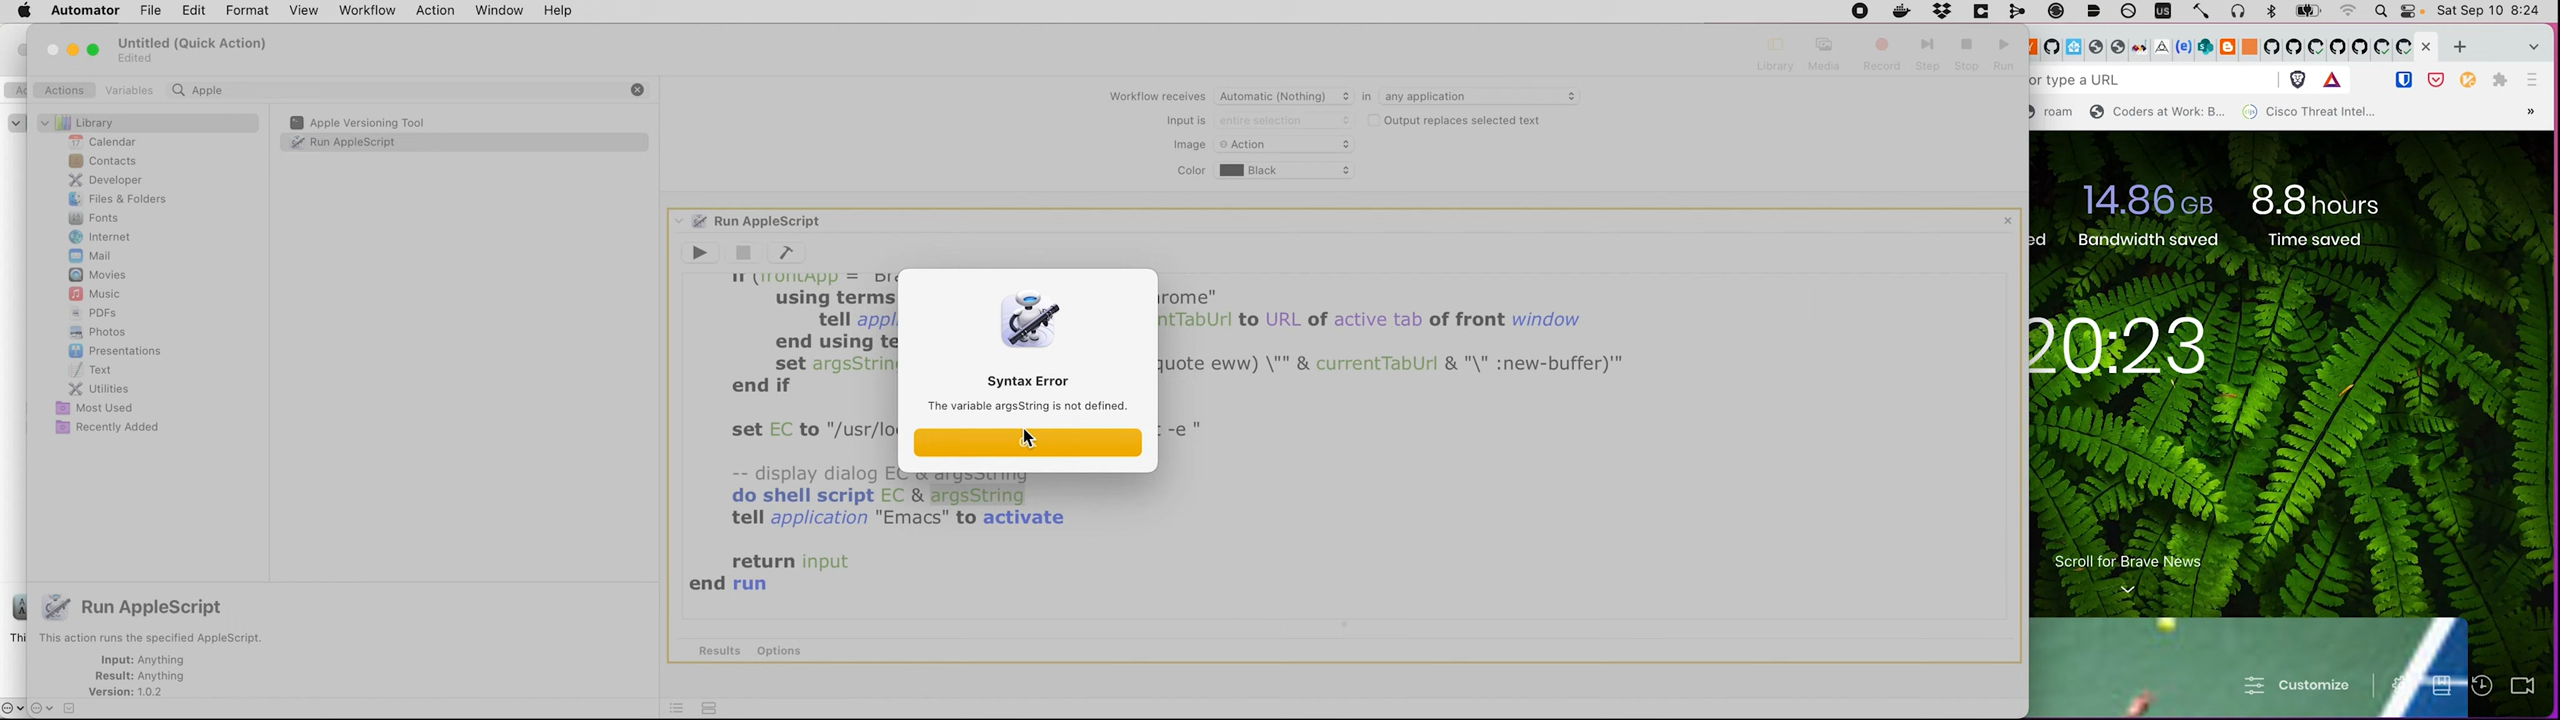 Automator File Edit Format View Workflow Action Window Help
Sat Sep 10 8:24
Untitled (Quick Action)
Edited
Library Media Record Step Stop Run
Actions Variables Apple
Library
Calendar
Contacts
Developer
Files & Folders
Fonts
Internet
Mail
Movies
Music
PDFs
Photos
Presentations
Text
Utilities
Most Used
Recently Added
Apple Versioning Tool
Run AppleScript
Workflow receives Automatic (Nothing) in any application
Input is entire selection Output replaces selected text
Image Action
Color Black
Run AppleScript
if (frontApp = "Bra
using terms rome"
tell appl ntTabUrl to URL of active tab of front window
end using te
set argsString quote eww) \"" & currentTabUrl & "\" :new-buffer)'"
end if
set EC to "/usr/lo t -e "
-- display dialog EC & argsString
do shell script EC & argsString
tell application "Emacs" to activate
return input
end run
Results Options
Syntax Error
The variable argsString is not defined.
Run AppleScript
This action runs the specified AppleScript.
Input: Anything
Result: Anything
Version: 1.0.2
Thi
or type a URL
roam Coders at Work: B... Cisco Threat Intel... »
14.86 GB 8.8 hours
ed Bandwidth saved Time saved
20:23
Scroll for Brave News
Customize